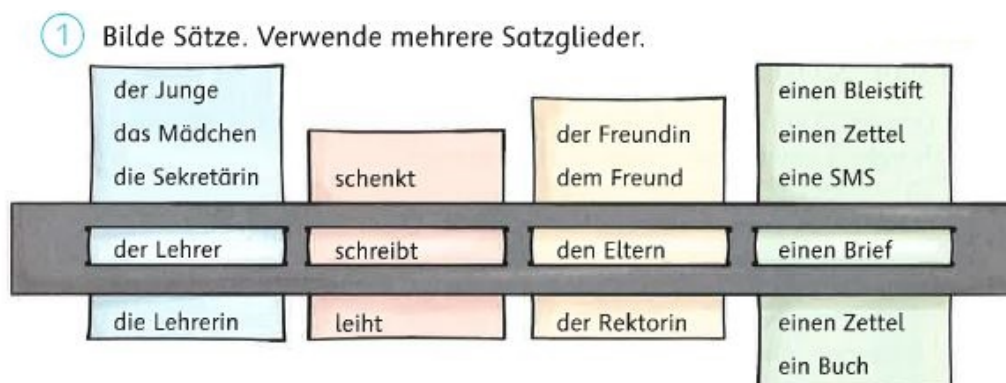 1 Bilde Sätze. Verwende mehrere Satzglieder.
der Junge einen Bleistift
das Mädchen der Freundin einen Zettel
die Sekretärin schenkt dem Freund eine SMS
der Lehrer schreibt den Eltern einen Brief
die Lehrerin leiht der Rektorin einen Zettel
ein Buch